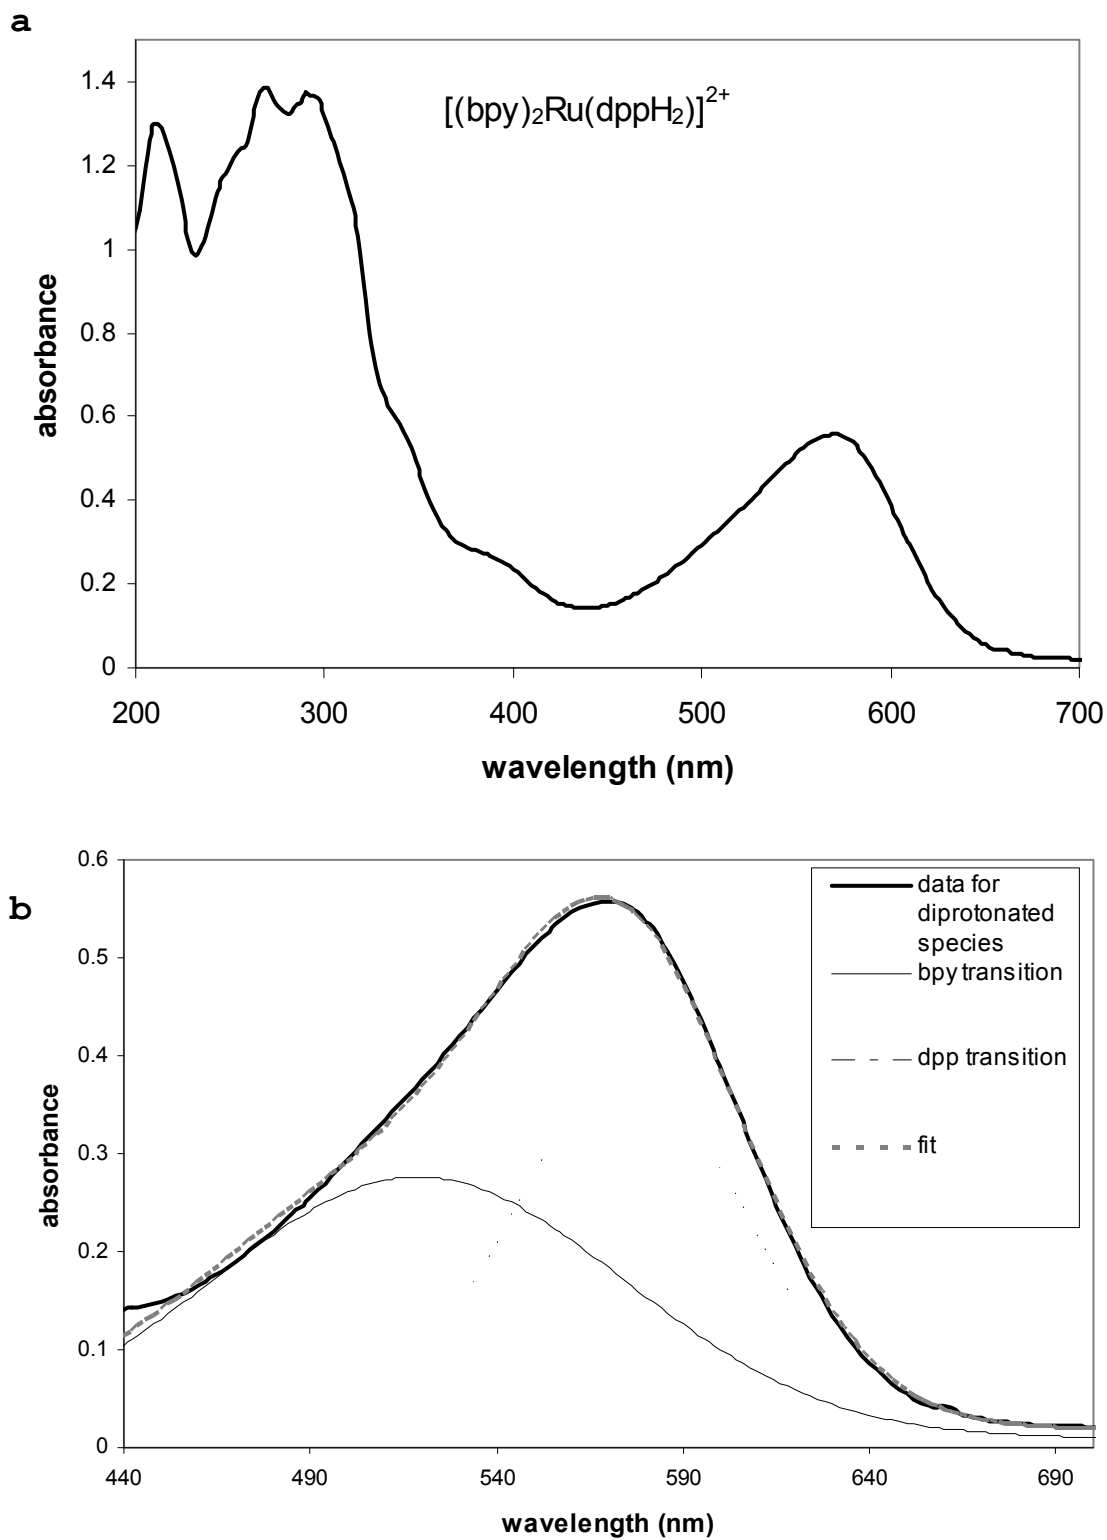 a
1.4
1.2
1
0.8
0.6
0.4
0.2
0
[(bpy)₂Ru(dppH₂)]²⁺
absorbance
200 300 400 500 600 700
wavelength (nm)
b
0.6
0.5
0.4
0.3
0.2
0.1
0
absorbance
data for
diprotonated
species
bpy transition
dpp transition
fit
440 490 540 590 640 690
wavelength (nm)